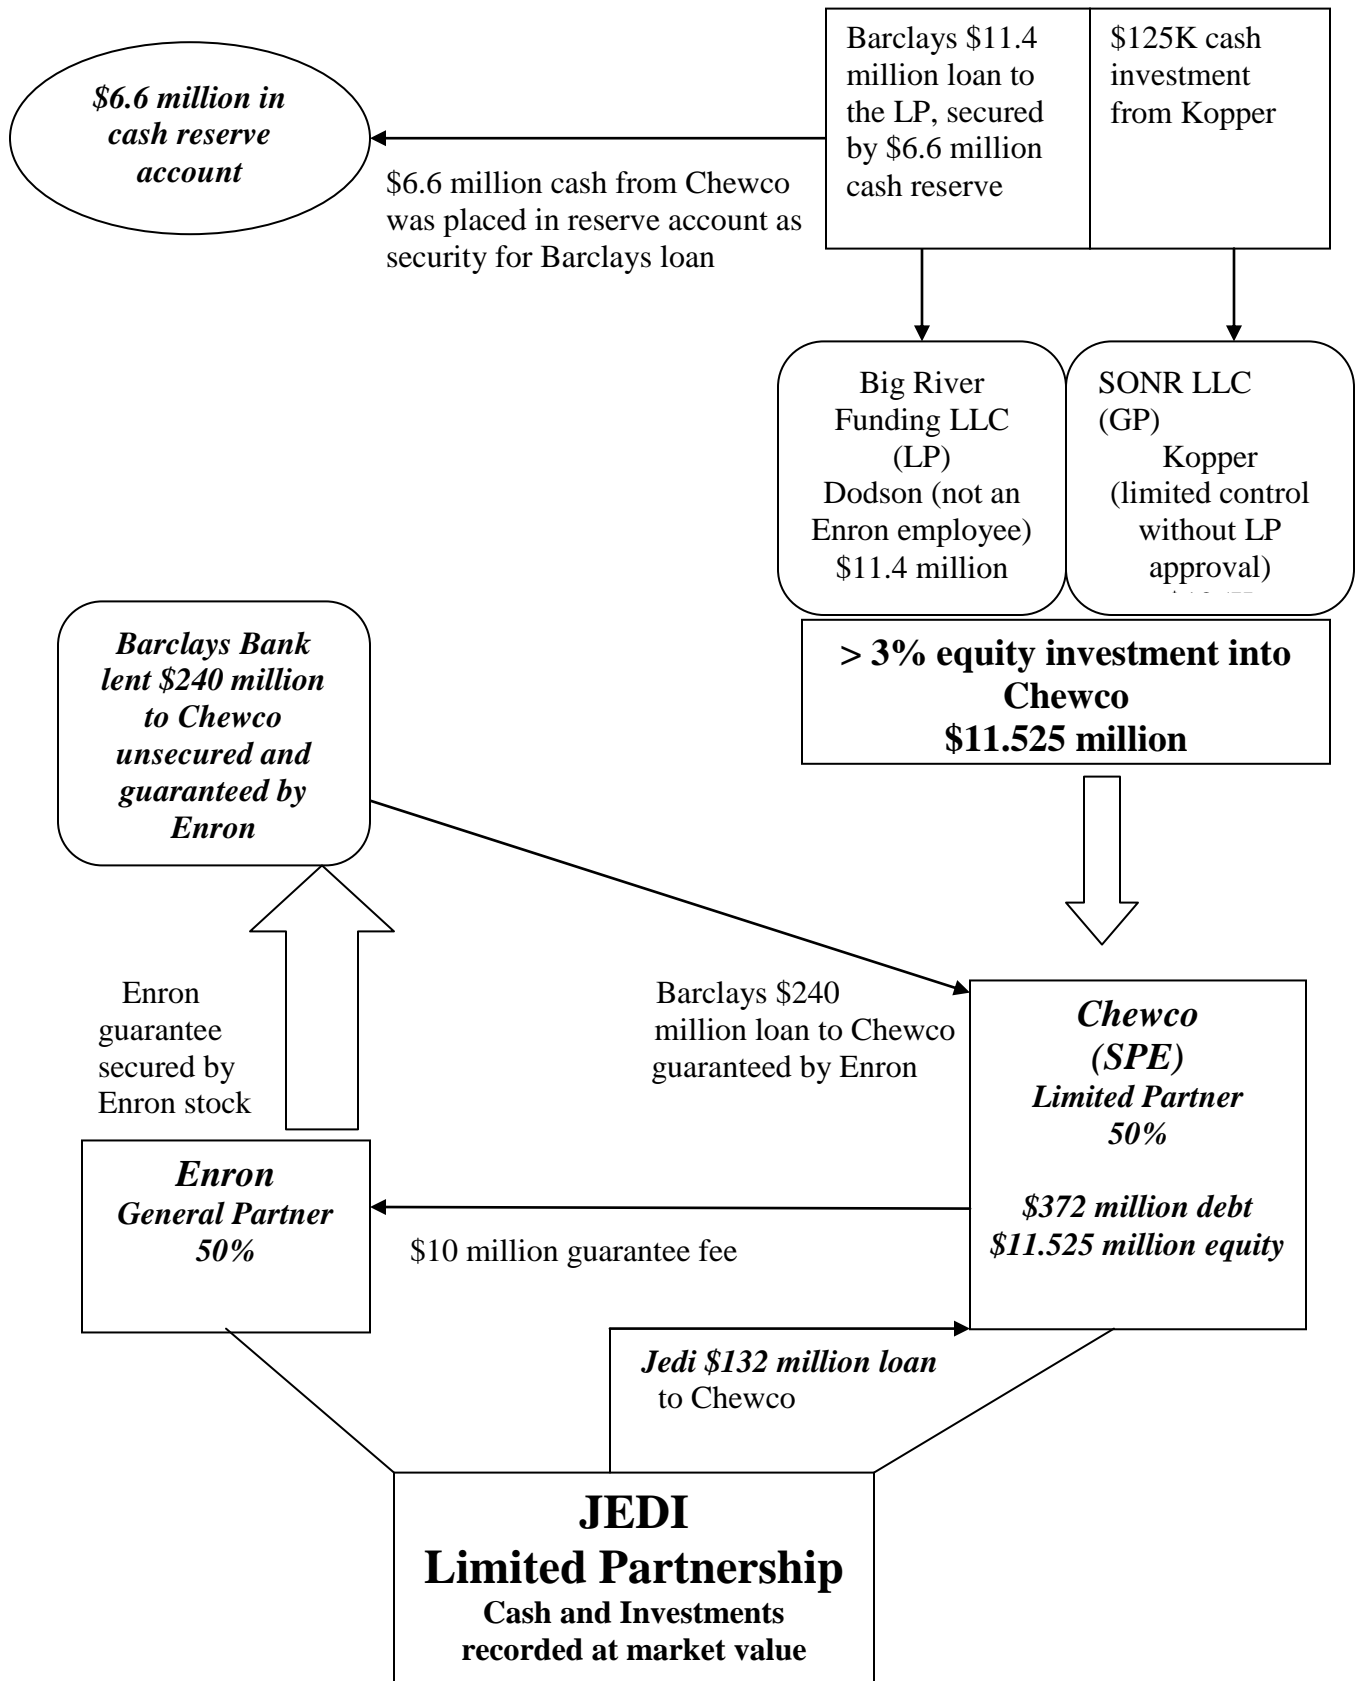 $6.6 million in
cash reserve
account
$6.6 million cash from Chewco
was placed in reserve account as
security for Barclays loan
Barclays $11.4
million loan to
the LP, secured
by $6.6 million
cash reserve
$125K cash
investment
from Kopper
Big River
Funding LLC
(LP)
Dodson (not an
Enron employee)
$11.4 million
SONR LLC
(GP)
Kopper
(limited control
without LP
approval)
> 3% equity investment into
Chewco
$11.525 million
Barclays Bank
lent $240 million
to Chewco
unsecured and
guaranteed by
Enron
Enron
guarantee
secured by
Enron stock
Barclays $240
million loan to Chewco
guaranteed by Enron
Chewco
(SPE)
Limited Partner
50%
$372 million debt
$11.525 million equity
Enron
General Partner
50%
$10 million guarantee fee
Jedi $132 million loan
to Chewco
JEDI
Limited Partnership
Cash and Investments
recorded at market value